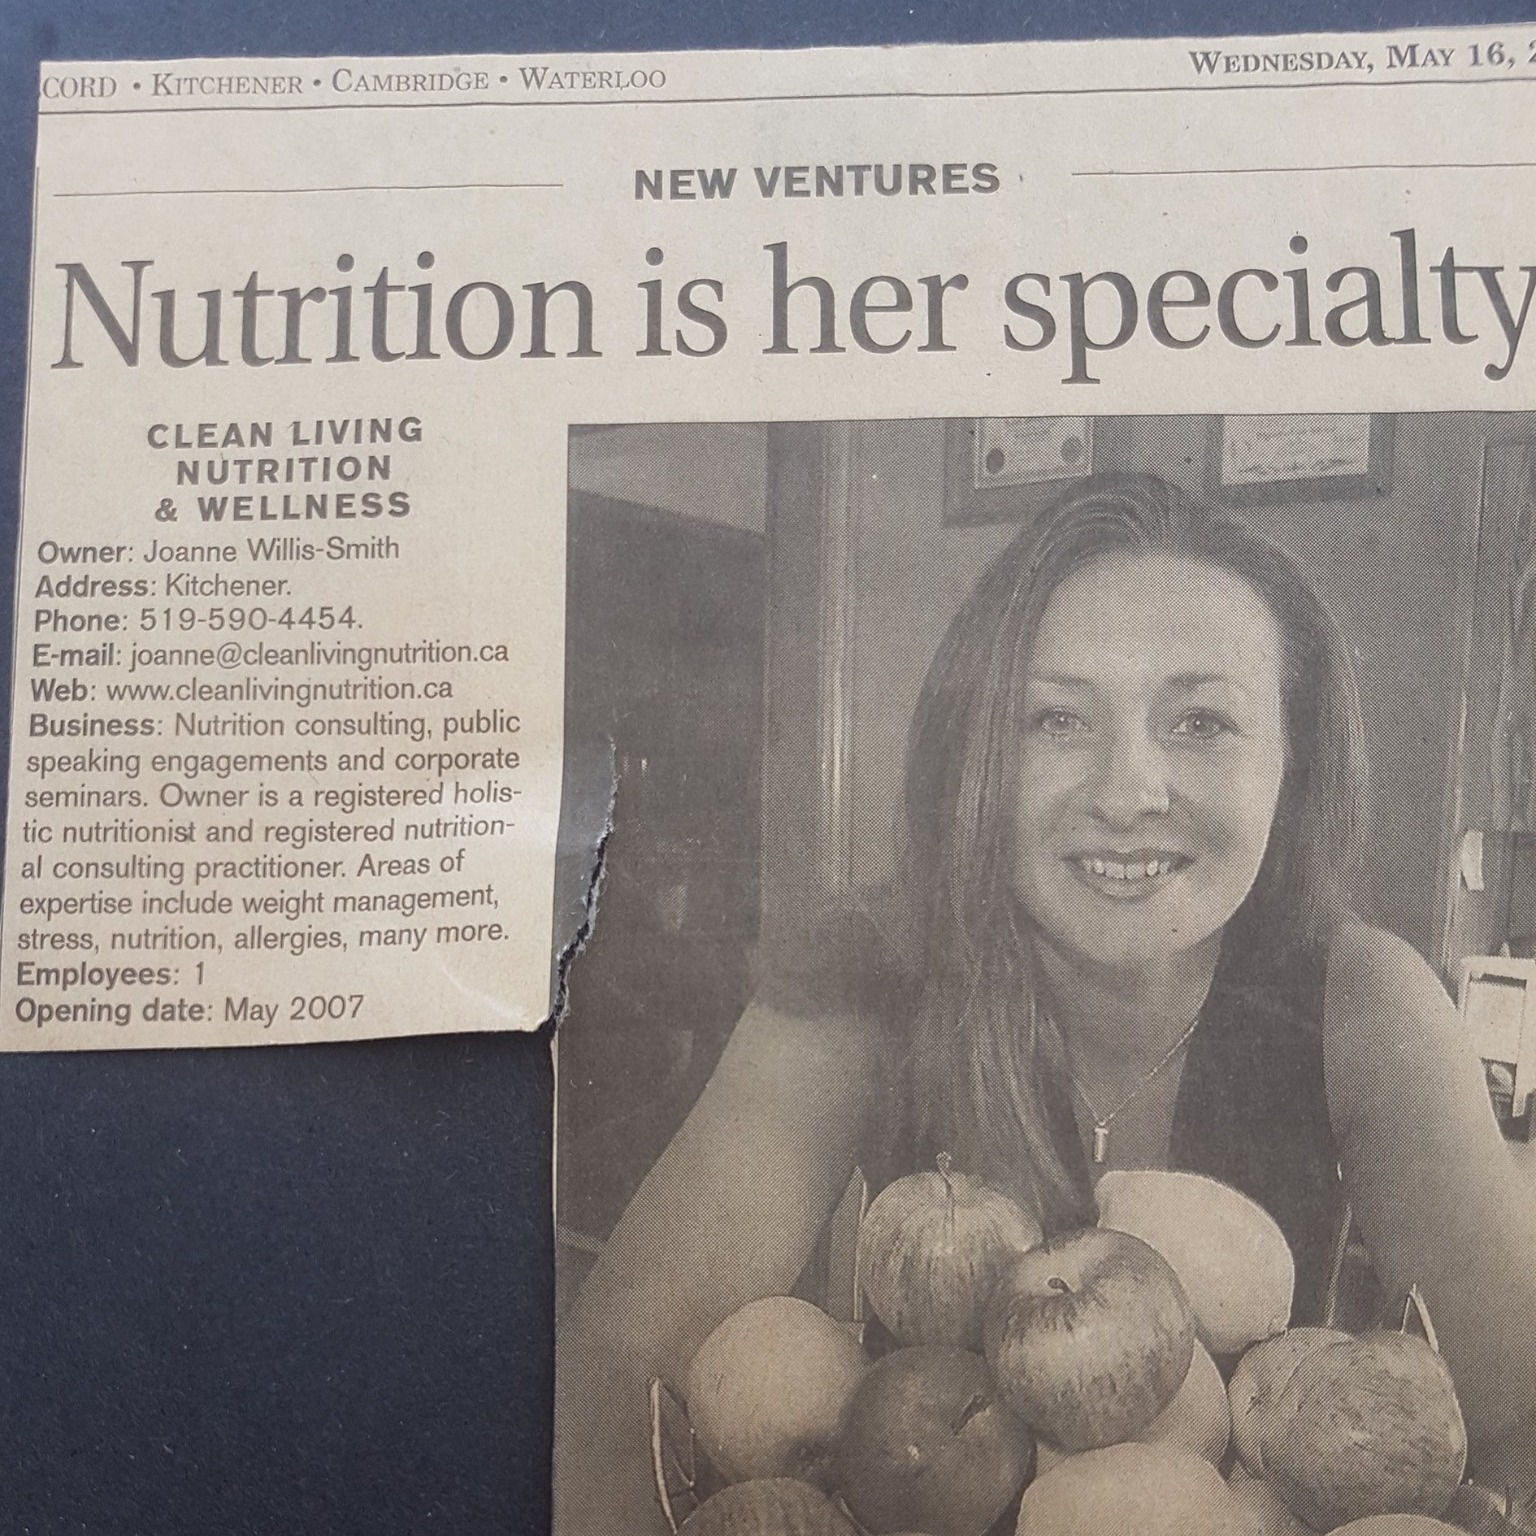 CORD • KITCHENER • CAMBRIDGE • WATERLOO
WEDNESDAY, MAY 16,
NEW VENTURES
Nutrition is her specialty
CLEAN LIVING
NUTRITION
& WELLNESS
Owner: Joanne Willis-Smith
Address: Kitchener.
Phone: 519-590-4454.
E-mail: joanne@cleanlivingnutrition.ca
Web: www.cleanlivingnutrition.ca
Business: Nutrition consulting, public
speaking engagements and corporate
seminars. Owner is a registered holis-
tic nutritionist and registered nutrition-
al consulting practitioner. Areas of
expertise include weight management,
stress, nutrition, allergies, many more.
Employees: 1
Opening date: May 2007